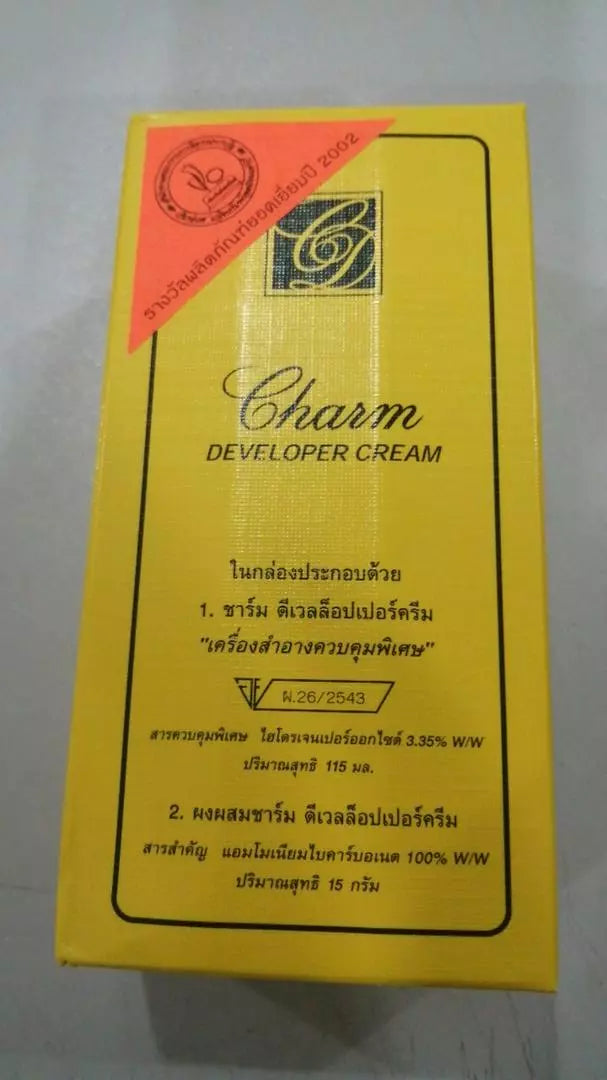 รางวัลผลิตภัณฑ์ยอดเยี่ยมปี 2002
Charm
DEVELOPER CREAM
ในกล่องประกอบด้วย
1. ชาร์ม ดีเวลล็อปเปอร์ครีม
"เครื่องสำอางควบคุมพิเศษ"
ผ.26/2543
สารควบคุมพิเศษ ไฮโดรเจนเปอร์ออกไซด์ 3.35% W/W
ปริมาณสุทธิ 115 มล.
2. ผงผสมชาร์ม ดีเวลล็อปเปอร์ครีม
สารสำคัญ แอมโมเนียมไบคาร์บอเนต 100% W/W
ปริมาณสุทธิ 15 กรัม